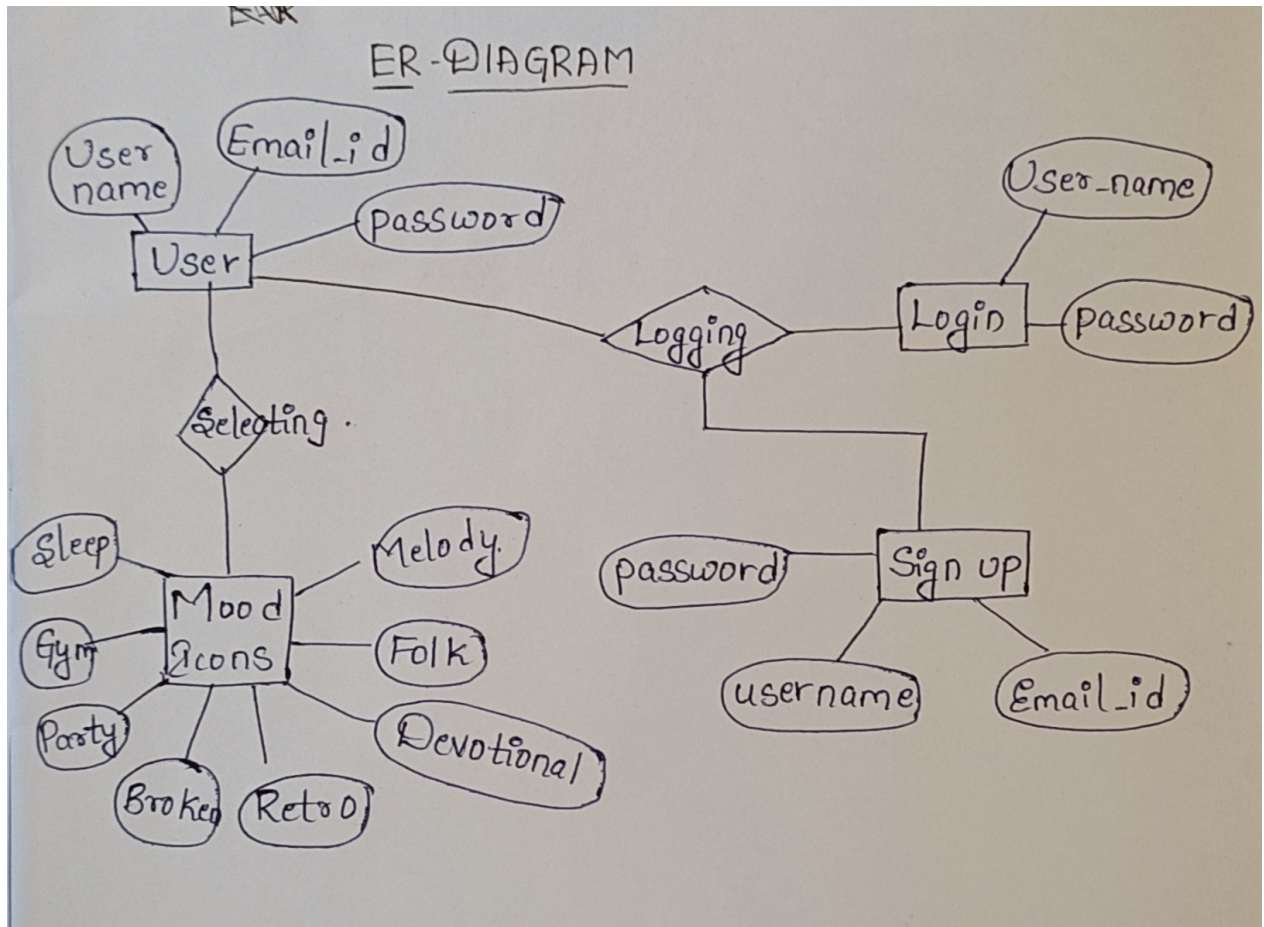 ER-DIAGRAM
User
name
Email_id
password
User
User_name
Login
password
Logging
Selecting.
Sleep
Melody.
Mood
Icons
Gym
Folk
Party
Devotional
Broken
Retro
password
Sign up
username
Email_id